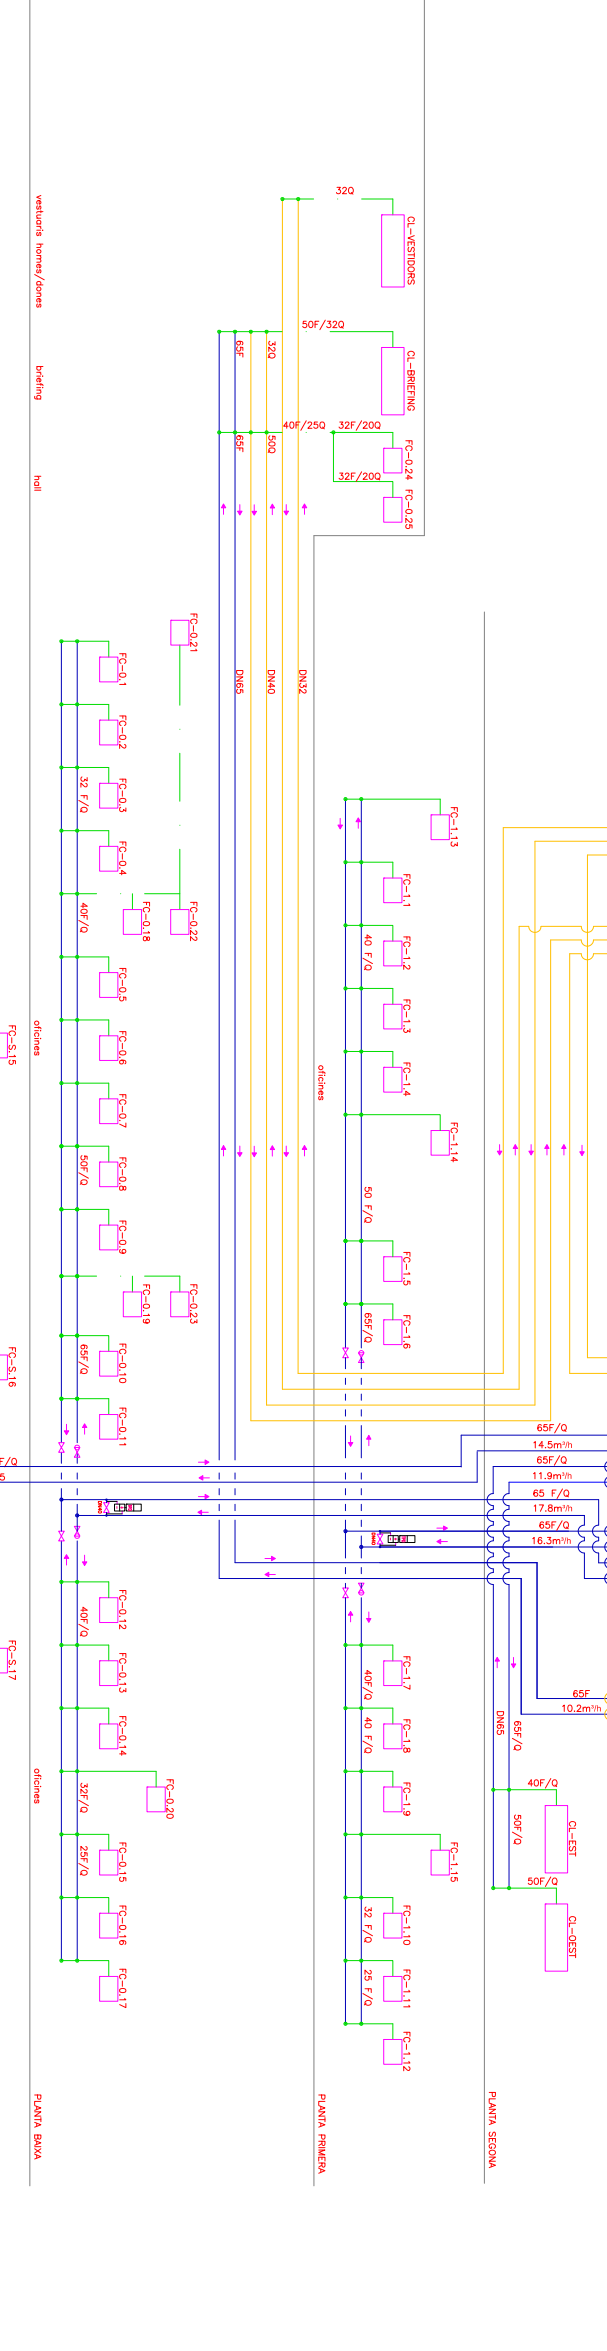 vestuaris homes/dones
briefing
hall
oficines
oficines
PLANTA BAIXA
32Q
CL-VESTIDORS
50F/32Q
CL-BRIEFING
65F
32Q
40F/25Q
32F/20Q
FC-0.24
65F
50Q
32F/20Q
FC-0.25
FC-0.21
DN65
DN40
DN32
FC-0.1
FC-0.2
32 F/Q
FC-0.3
FC-0.4
40F/Q
FC-0.18
FC-0.22
FC-0.5
FC-0.6
FC-0.7
50F/Q
FC-0.8
FC-0.9
FC-0.19
FC-0.23
65F/Q
FC-0.10
FC-0.11
FC-S.15
FC-S.16
FC-S.17
F/Q
5
DN40
40F/Q
FC-0.12
FC-0.13
FC-0.14
32F/Q
FC-0.20
25F/Q
FC-0.15
FC-0.16
FC-0.17
FC-1.13
FC-1.1
40 F/Q
FC-1.2
FC-1.3
oficines
FC-1.4
FC-1.14
50 F/Q
FC-1.5
65F/Q
FC-1.6
DN40
40F/Q
FC-1.7
40 F/Q
FC-1.8
FC-1.9
FC-1.15
32 F/Q
FC-1.10
25 F/Q
FC-1.11
FC-1.12
PLANTA PRIMERA
65F/Q
14.5m³/h
65F/Q
11.9m³/h
65 F/Q
17.8m³/h
65F/Q
16.3m³/h
65F
10.2m³/h
DN65
65F/Q
40F/Q
CL-EST
50F/Q
50F/Q
CL-OEST
PLANTA SEGONA